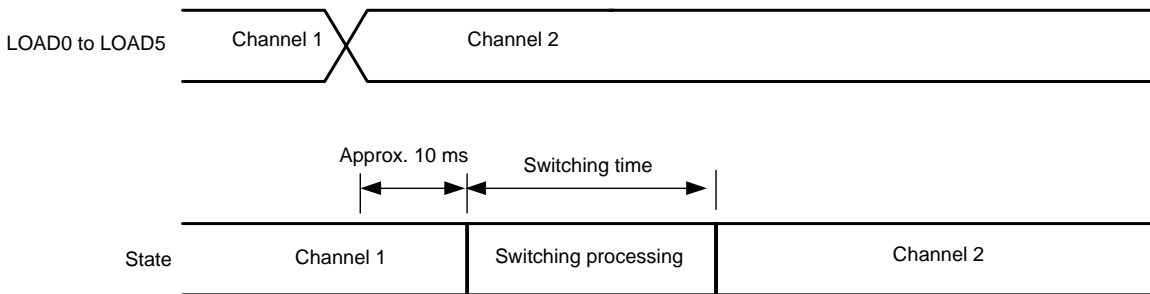 LOAD0 to LOAD5
Channel 1
Channel 2
Approx. 10 ms
Switching time
State
Channel 1
Switching processing
Channel 2